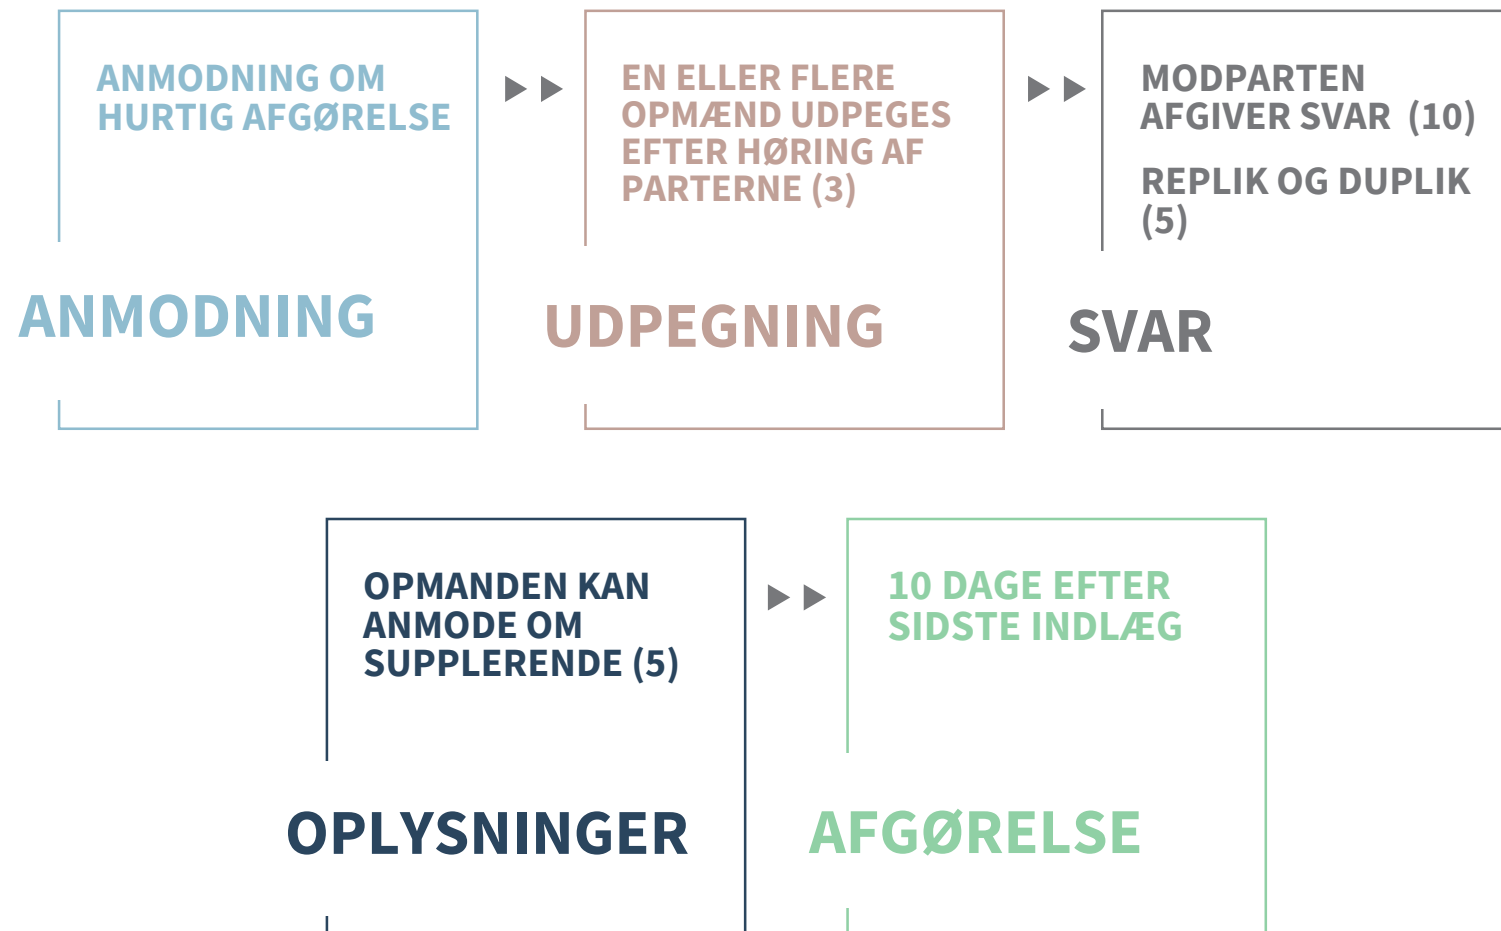 ANMODNING OM
HURTIG AFGØRELSE
ANMODNING
EN ELLER FLERE
OPMÆND UDPEGES
EFTER HØRING AF
PARTERNE (3)
UDPEGNING
MODPARTEN
AFGIVER SVAR (10)
REPLIK OG DUPLIK
(5)
SVAR
OPMANDEN KAN
ANMODE OM
SUPPLERENDE (5)
OPLYSNINGER
10 DAGE EFTER
SIDSTE INDLÆG
AFGØRELSE